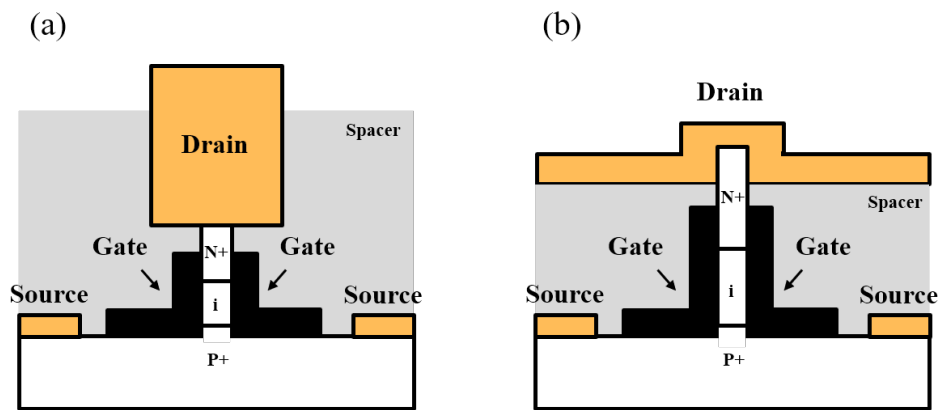 (a)
(b)
Drain
Spacer
Gate
Gate
N+
Source
Source
i
P+
Drain
Spacer
N+
Gate
Gate
Source
Source
i
P+